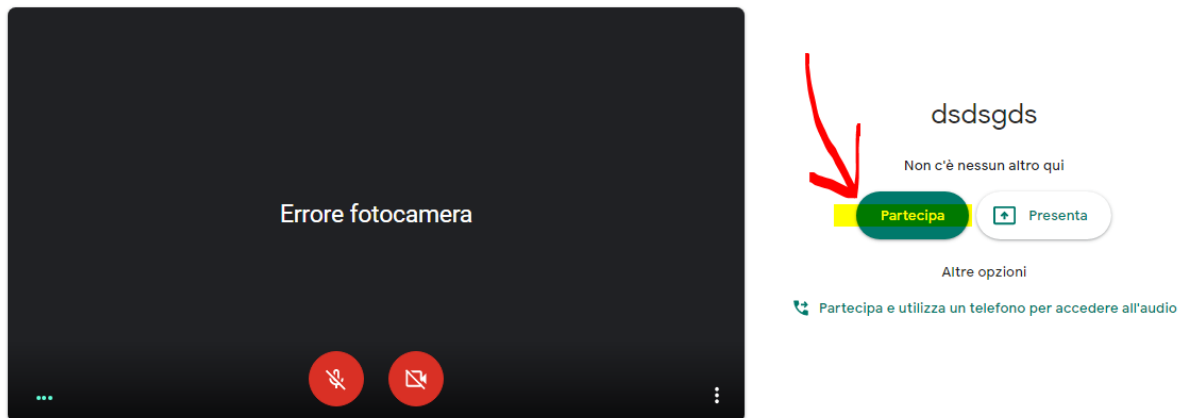 Errore fotocamera
dsdsgds
Non c'è nessun altro qui
Partecipa
Presenta
Altre opzioni
Partecipa e utilizza un telefono per accedere all'audio